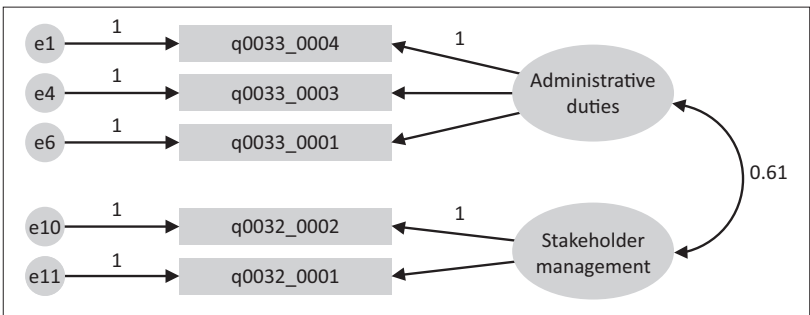 e1 1 q0033_0004 1
e4 1 q0033_0003
e6 1 q0033_0001
Administrative
duties
0.61
e10 1 q0032_0002 1
e11 1 q0032_0001
Stakeholder
management